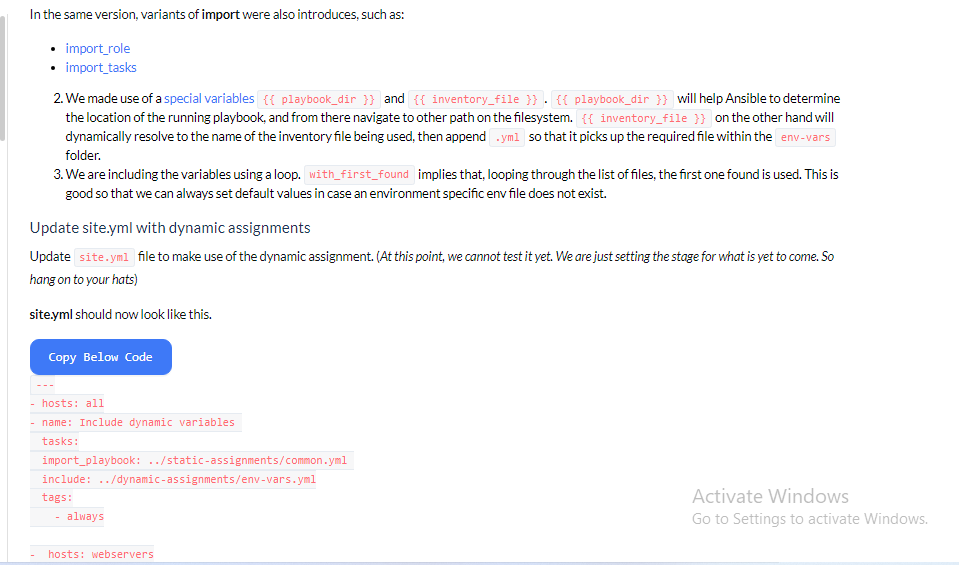 In the same version, variants of import were also introduces, such as:
• import_role
• import_tasks
2. We made use of a special variables {{ playbook_dir }} and {{ inventory_file }} . {{ playbook_dir }} will help Ansible to determine
the location of the running playbook, and from there navigate to other path on the filesystem. {{ inventory_file }} on the other hand will
dynamically resolve to the name of the inventory file being used, then append .yml so that it picks up the required file within the env-vars
folder.
3. We are including the variables using a loop. with_first_found implies that, looping through the list of files, the first one found is used. This is
good so that we can always set default values in case an environment specific env file does not exist.
Update site.yml with dynamic assignments
Update site.yml file to make use of the dynamic assignment. (At this point, we cannot test it yet. We are just setting the stage for what is yet to come. So
hang on to your hats)
site.yml should now look like this.
Copy Below Code
---
- hosts: all
- name: Include dynamic variables
  tasks:
  import_playbook: ../static-assignments/common.yml
  include: ../dynamic-assignments/env-vars.yml
  tags:
    - always
Activate Windows
Go to Settings to activate Windows.
-  hosts: webservers